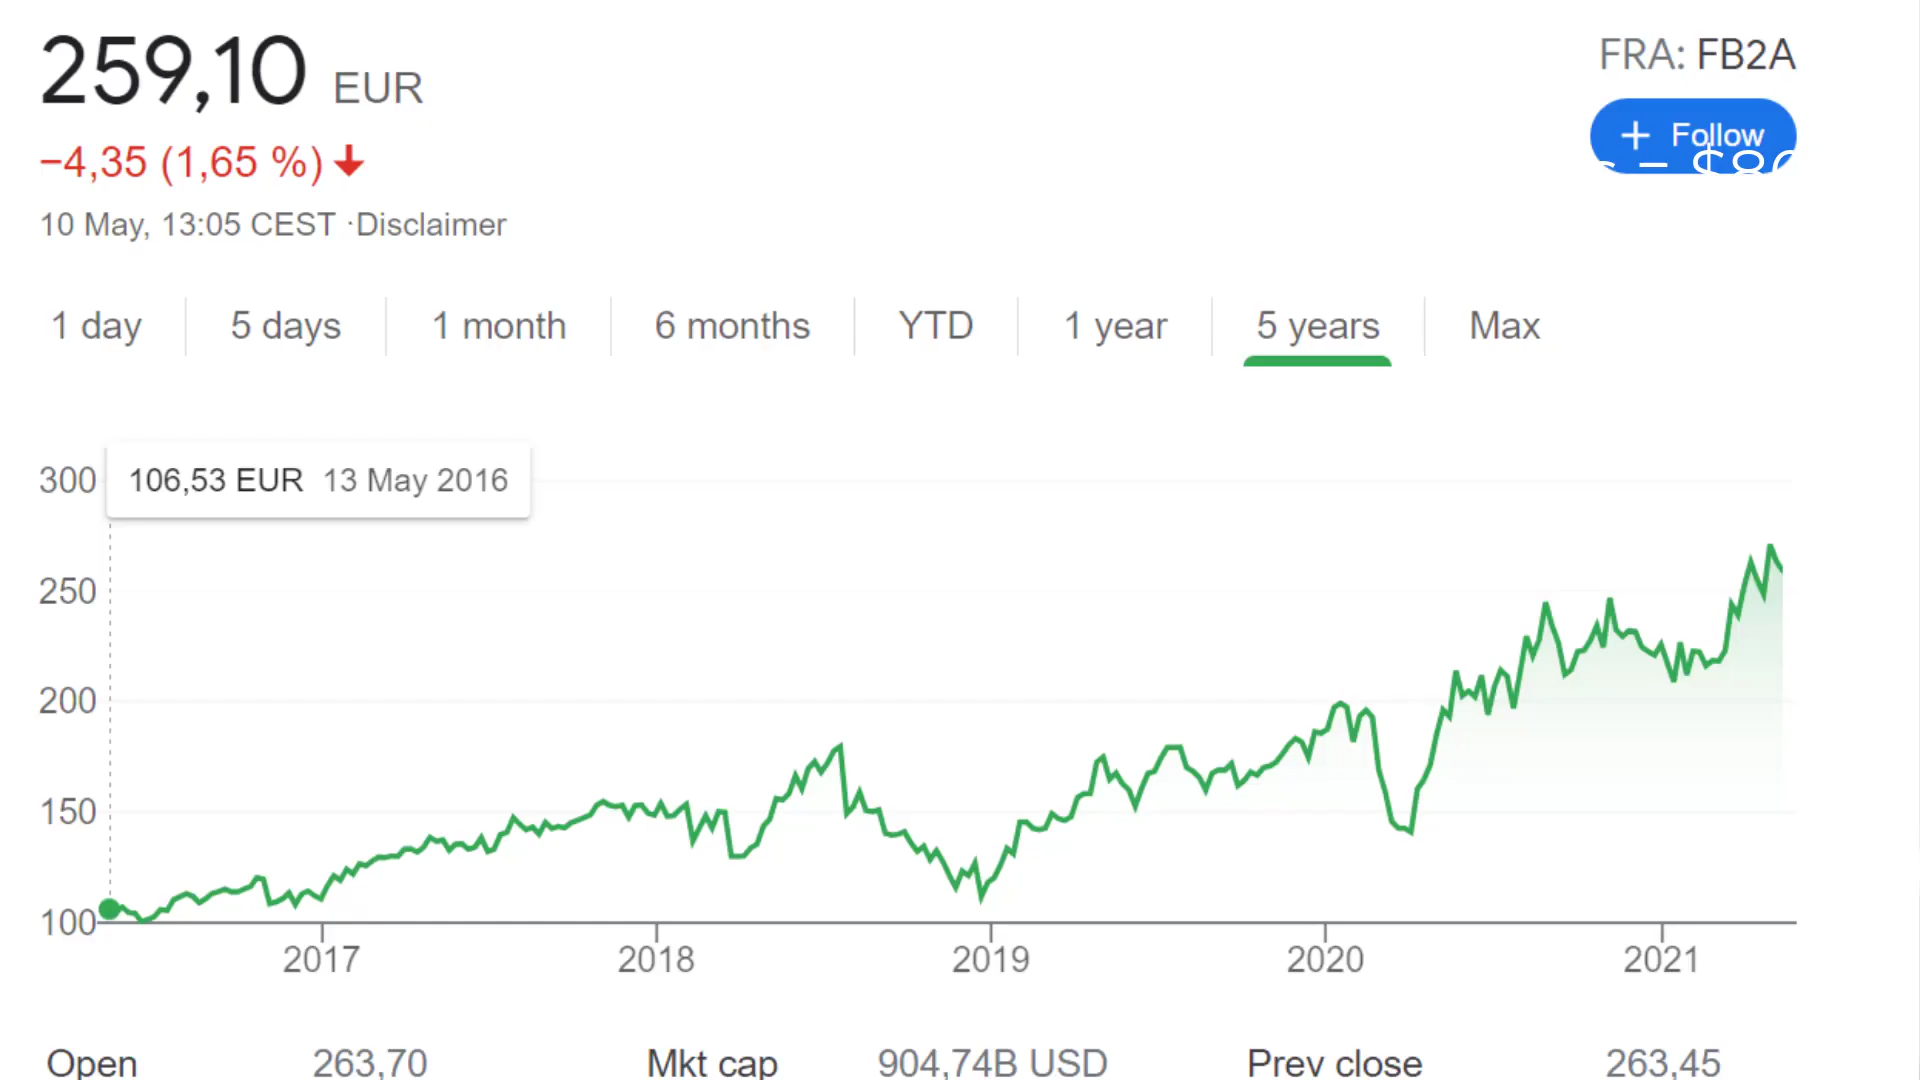 259,10 EUR
FRA: FB2A
+ Follow
– $80
−4,35 (1,65 %)
10 May, 13:05 CEST ·Disclaimer
1 day 5 days 1 month 6 months YTD 1 year 5 years Max
106,53 EUR 13 May 2016
300
250
200
150
100
2017 2018 2019 2020 2021
Open 263,70 Mkt cap 904,74B USD Prev close 263,45